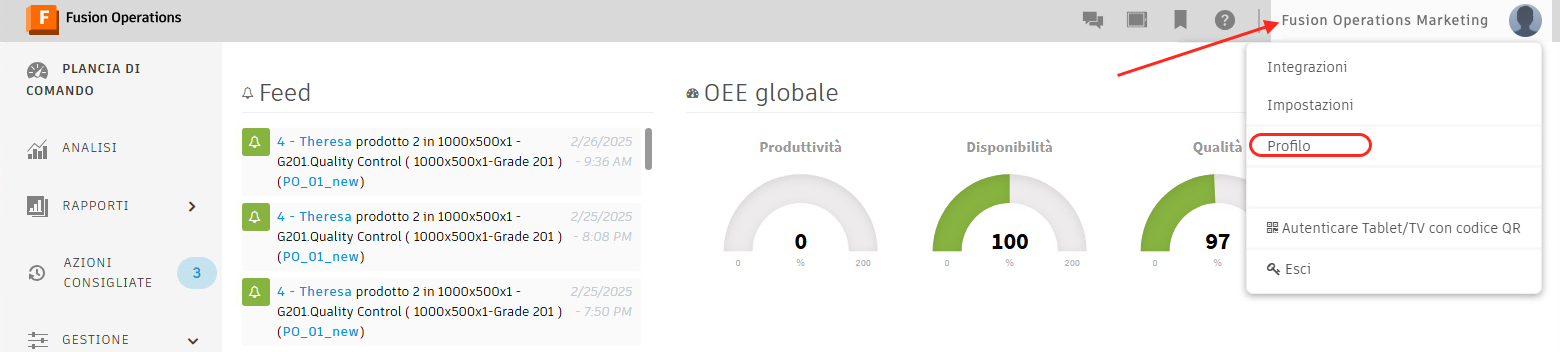 Fusion Operations
Fusion Operations Marketing
PLANCIA DI
COMANDO
ANALISI
RAPPORTI
AZIONI
CONSIGLIATE
3
GESTIONE
Feed
4 - Theresa prodotto 2 in 1000x500x1 -
G201.Quality Control ( 1000x500x1-Grade 201 )
(PO_01_new)
2/26/2025
- 9:36 AM
4 - Theresa prodotto 2 in 1000x500x1 -
G201.Quality Control ( 1000x500x1-Grade 201 )
(PO_01_new)
2/25/2025
- 8:08 PM
4 - Theresa prodotto 2 in 1000x500x1 -
G201.Quality Control ( 1000x500x1-Grade 201 )
(PO_01_new)
2/25/2025
- 7:50 PM
OEE globale
Produttività
0
0 % 200
Disponibilità
100
0 % 200
Qualità
97
0 %
Integrazioni
Impostazioni
Profilo
Autenticare Tablet/TV con codice QR
Esci